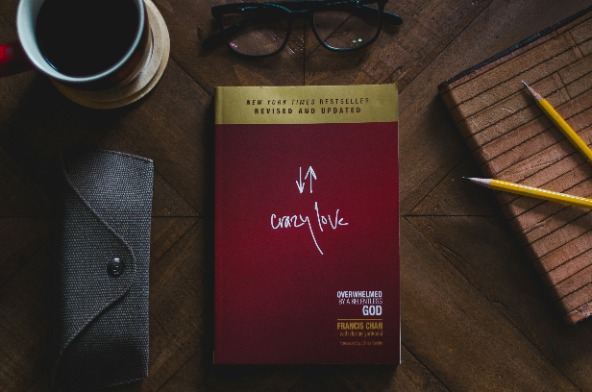 NEW YORK TIMES BESTSELLER
REVISED AND UPDATED
crazy love
OVERWHELMED
BY A RELENTLESS
GOD
FRANCIS CHAN